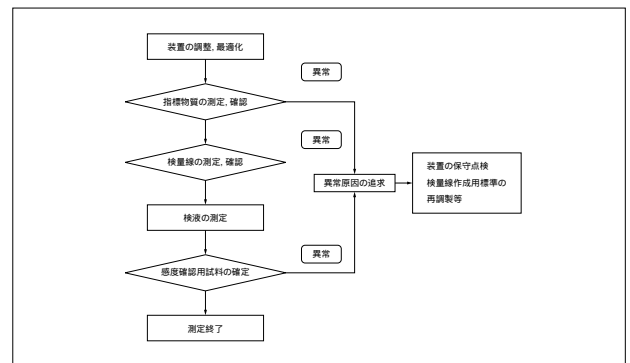 装置の調整, 最適化
異常
指標物質の測定, 確認
異常
検量線の測定, 確認
装置の保守点検
異常原因の追求
検量線作成用標準の
再調製等
検液の測定
異常
感度確認用試料の確定
測定終了